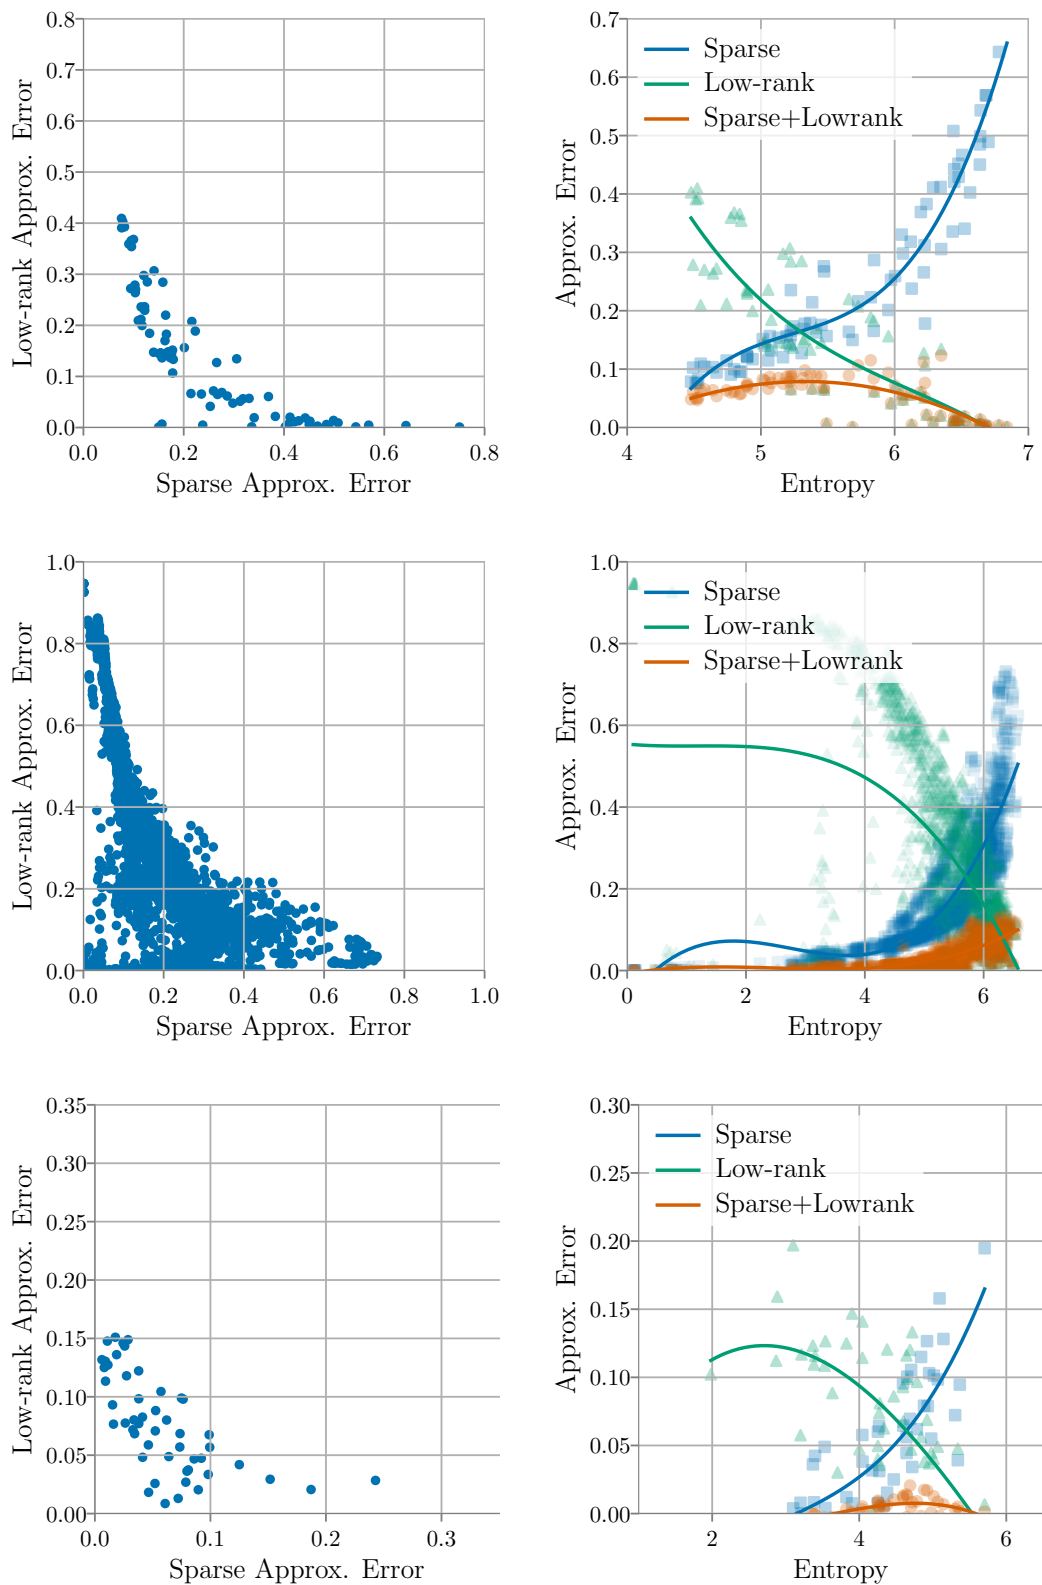 0.8
0.7
0.6
0.5
0.4
0.3
0.2
0.1
0.0
0.0 0.2 0.4 0.6 0.8
Low-rank Approx. Error
Sparse Approx. Error
0.7
0.6
0.5
0.4
0.3
0.2
0.1
0.0
4 5 6 7
Approx. Error
Entropy
Sparse
Low-rank
Sparse+Lowrank
1.0
0.8
0.6
0.4
0.2
0.0
0.0 0.2 0.4 0.6 0.8 1.0
Low-rank Approx. Error
Sparse Approx. Error
1.0
0.8
0.6
0.4
0.2
0.0
0 2 4 6
Approx. Error
Entropy
Sparse
Low-rank
Sparse+Lowrank
0.35
0.30
0.25
0.20
0.15
0.10
0.05
0.00
0.0 0.1 0.2 0.3
Low-rank Approx. Error
Sparse Approx. Error
0.30
0.25
0.20
0.15
0.10
0.05
0.00
2 4 6
Approx. Error
Entropy
Sparse
Low-rank
Sparse+Lowrank